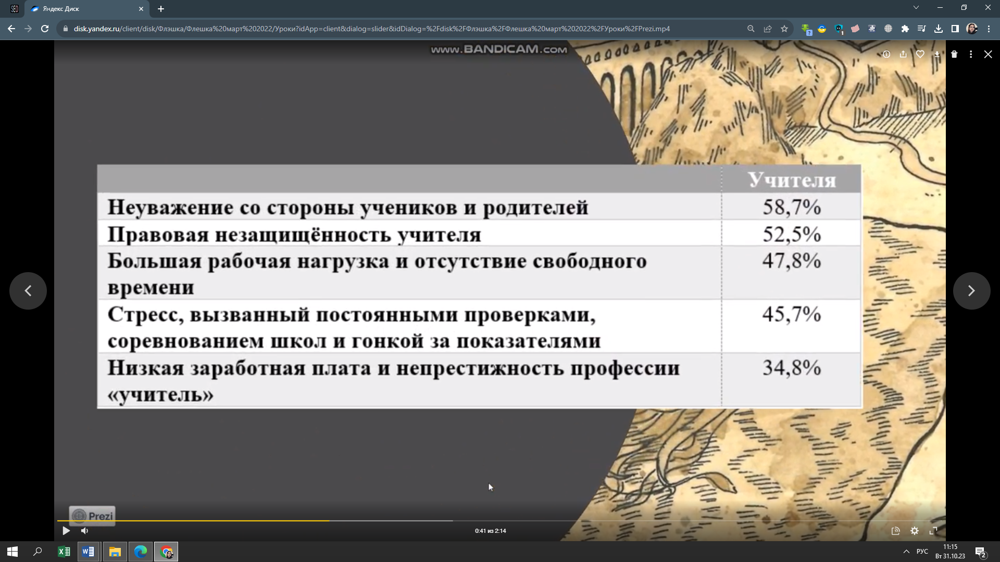 SEO
Яндекс Диск
disk.yandex.ru/client/disk/Флэшка/Флешка%20март%202022/Уроки?idApp=client&dialog=slider&idDialog=%2Fdisk%2FФлэшка%2FФлешка%20март%202022%2FУроки%2FPrezi.mp4
?
1
www.BANDICAM.com
Учителя
Неуважение со стороны учеников и родителей 58,7%
Правовая незащищённость учителя 52,5%
Большая рабочая нагрузка и отсутствие свободного 47,8%
времени
Стресс, вызванный постоянными проверками, 45,7%
соревнованием школ и гонкой за показателями
Низкая заработная плата и непрестижность профессии 34,8%
«учитель»
Prezi
0:41 из 2:14
РУС
11:15
Вт 31.10.23
2